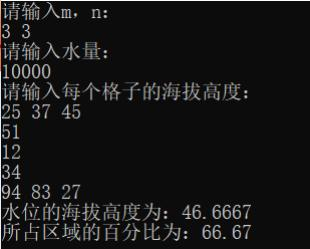 请输入m，n：
3 3
请输入水量：
10000
请输入每个格子的海拔高度：
25 37 45
51
12
34
94 83 27
水位的海拔高度为：46.6667
所占区域的百分比为：66.67